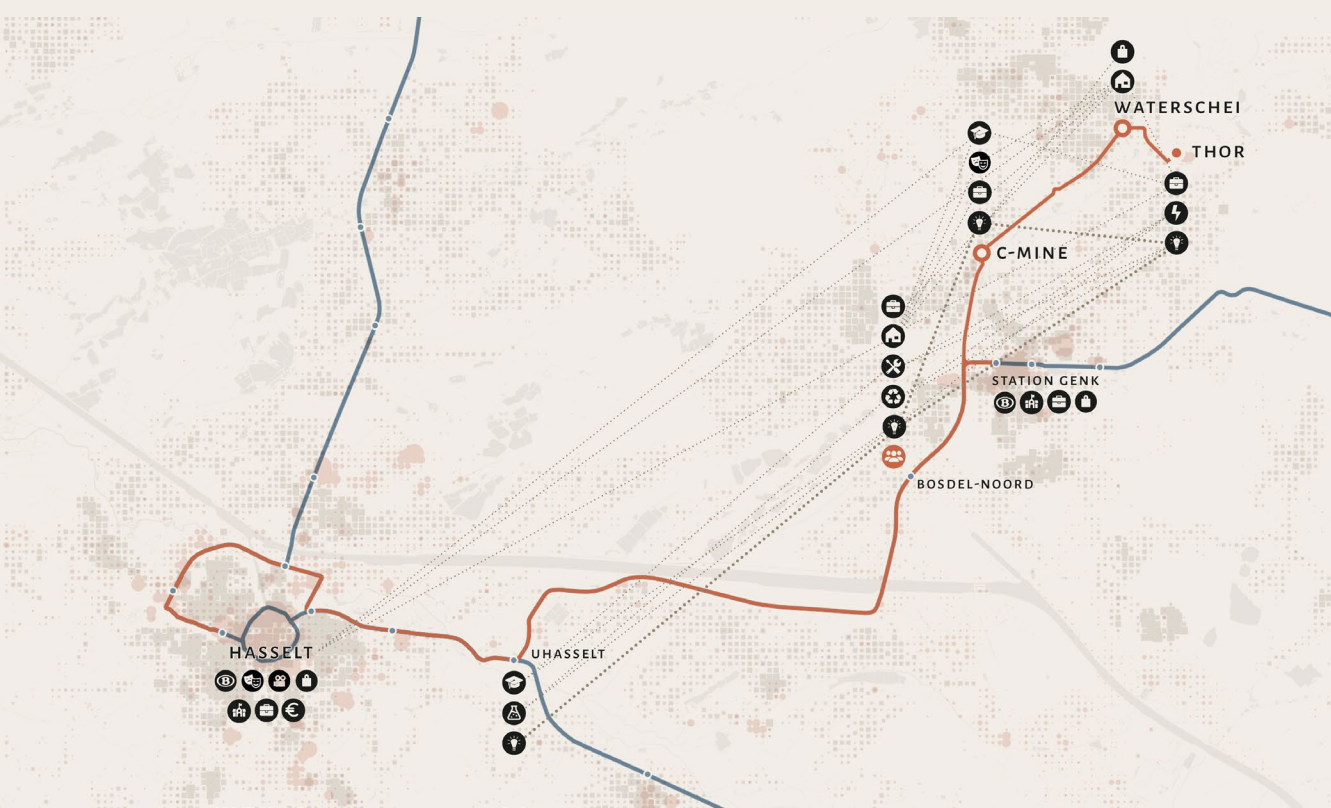 WATERSCHEI
THOR
C-MINE
STATION GENK
B
BOSDEL-NOORD
HASSELT
UHASSELT
B
€